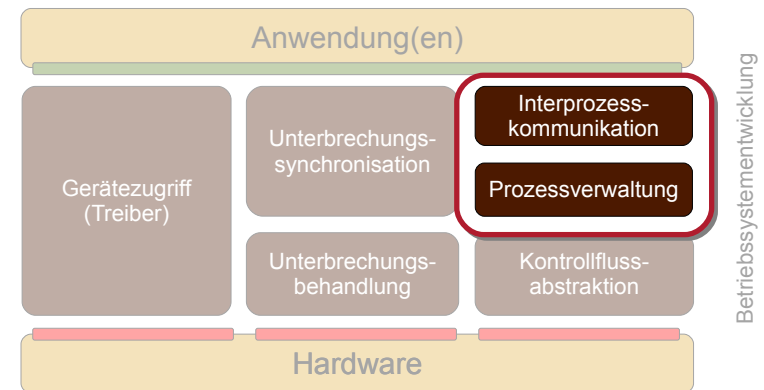 Anwendung(en)
Gerätezugriff
(Treiber)
Unterbrechungs-
synchronisation
Interprozess-
kommunikation
Prozessverwaltung
Unterbrechungs-
behandlung
Kontrollfluss-
abstraktion
Hardware
Betriebssystementwicklung